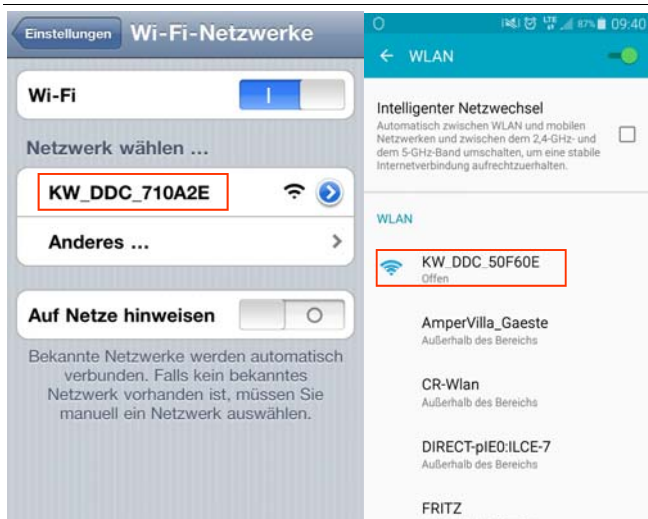 Einstellungen
Wi-Fi-Netzwerke
Wi-Fi
Netzwerk wählen ...
KW_DDC_710A2E
Anderes ...
Auf Netze hinweisen
Bekannte Netzwerke werden automatisch
verbunden. Falls kein bekanntes
Netzwerk vorhanden ist, müssen Sie
manuell ein Netzwerk auswählen.
LTE 87% 09:40
WLAN
Intelligenter Netzwechsel
Automatisch zwischen WLAN und mobilen
Netzwerken und zwischen dem 2,4-GHz- und
dem 5-GHz-Band umschalten, um eine stabile
Internetverbindung aufrechtzuerhalten.
WLAN
KW_DDC_50F60E
Offen
AmperVilla_Gaeste
Außerhalb des Bereichs
CR-Wlan
Außerhalb des Bereichs
DIRECT-pIE0:ILCE-7
Außerhalb des Bereichs
FRITZ